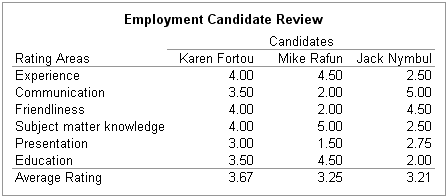 Employment Candidate Review
Candidates
Rating Areas Karen Fortou Mike Rafun Jack Nymbul
Experience 4.00 4.50 2.50
Communication 3.50 2.00 5.00
Friendliness 4.00 2.00 4.50
Subject matter knowledge 4.00 5.00 2.50
Presentation 3.00 1.50 2.75
Education 3.50 4.50 2.00
Average Rating 3.67 3.25 3.21